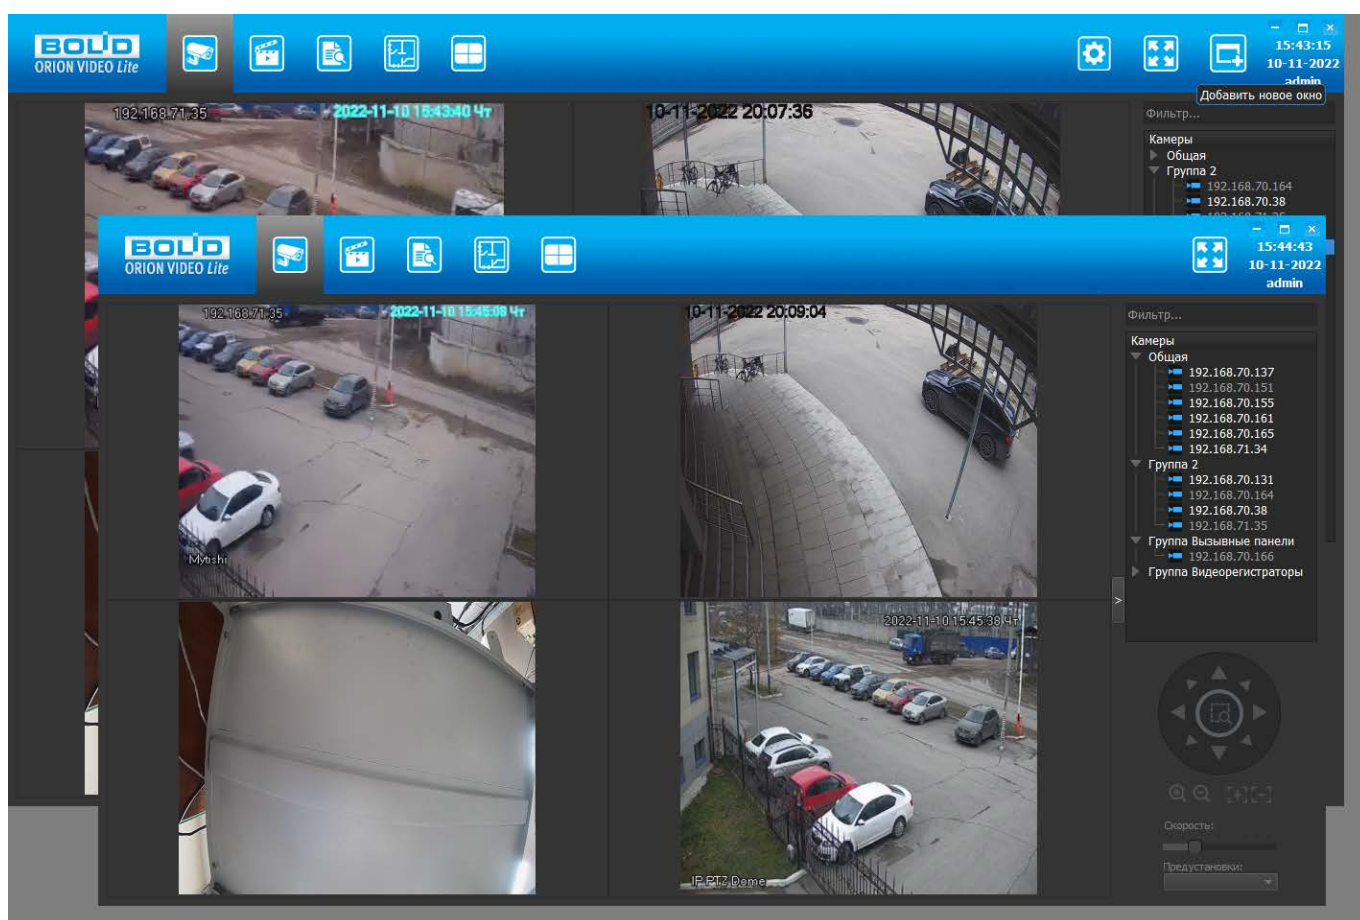 BOLID
ORION VIDEO Lite
15:43:15
10-11-2022
admin
Добавить новое окно
192.168.71.35
2022-11-10 15:43:40 Чт
10-11-2022 20:07:36
Фильтр...
Камеры
Общая
Группа 2
192.168.70.164
192.168.70.38
BOLID
ORION VIDEO Lite
15:44:43
10-11-2022
admin
192.168.71.35
2022-11-10 15:45:08 Чт
10-11-2022 20:09:04
Mytishi
2022-11-10 15:45:38 Чт
IP PTZ Dome
>
Фильтр...
Камеры
Общая
192.168.70.137
192.168.70.151
192.168.70.155
192.168.70.161
192.168.70.165
192.168.71.34
Группа 2
192.168.70.131
192.168.70.164
192.168.70.38
192.168.71.35
Группа Вызывные панели
192.168.70.166
Группа Видеорегистраторы
Скорость:
Предустановки: